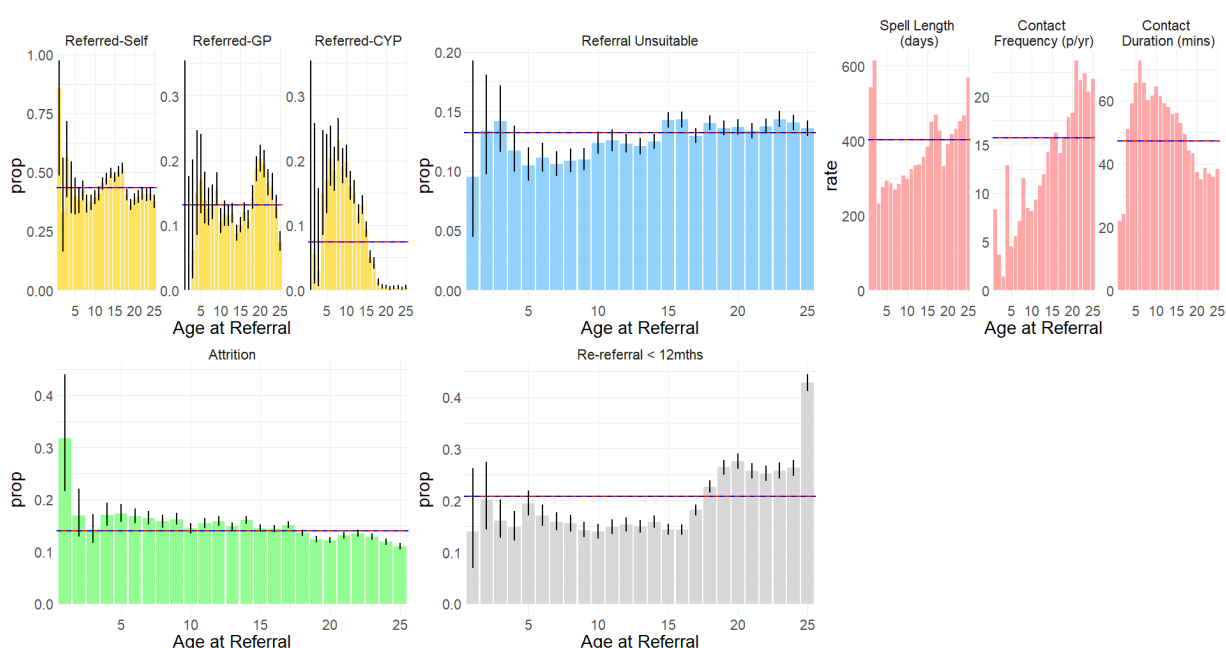 Referred-Self
Referred-GP
Referred-CYP
prop
1.00
0.75
0.50
0.25
0.00
0.3
0.2
0.1
0.0
0.3
0.2
0.1
0.0
5 10 15 20 25
5 10 15 20 25
5 10 15 20 25
Age at Referral
Referral Unsuitable
prop
0.20
0.15
0.10
0.05
0.00
5 10 15 20 25
Age at Referral
Spell Length
(days)
Contact
Frequency (p/yr)
Contact
Duration (mins)
rate
600
400
200
0
20
15
10
5
0
60
40
20
0
5 10 15 20 25
5 10 15 20 25
5 10 15 20 25
Age at Referral
Attrition
prop
0.4
0.3
0.2
0.1
0.0
5 10 15 20 25
Age at Referral
Re-referral < 12mths
prop
0.4
0.3
0.2
0.1
0.0
5 10 15 20 25
Age at Referral